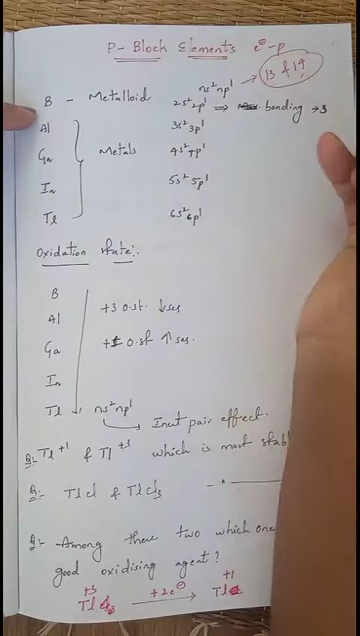 P-Block Elements e⊖-p
ns²np¹ → 13 & 14
B - Metalloid 2s²2p¹ ⇒ bonding → 3
Al 3s²3p¹
Ga Metals 4s²4p¹
In 5s²5p¹
Tl 6s²6p¹
Oxidation state:.
B
Al +3 o.st. ↓ses
Ga +1 o.st ↑ses.
In
Tl ns²np¹
Inert pair effect.
Q:- Tl⁺¹ & Tl⁺³ which is most stab
Q:- TlCl & TlCl₃ - " ———
Q:- Among these two which one
good oxidising agent?
+3 +2e⊖ +1
Tl → Tl